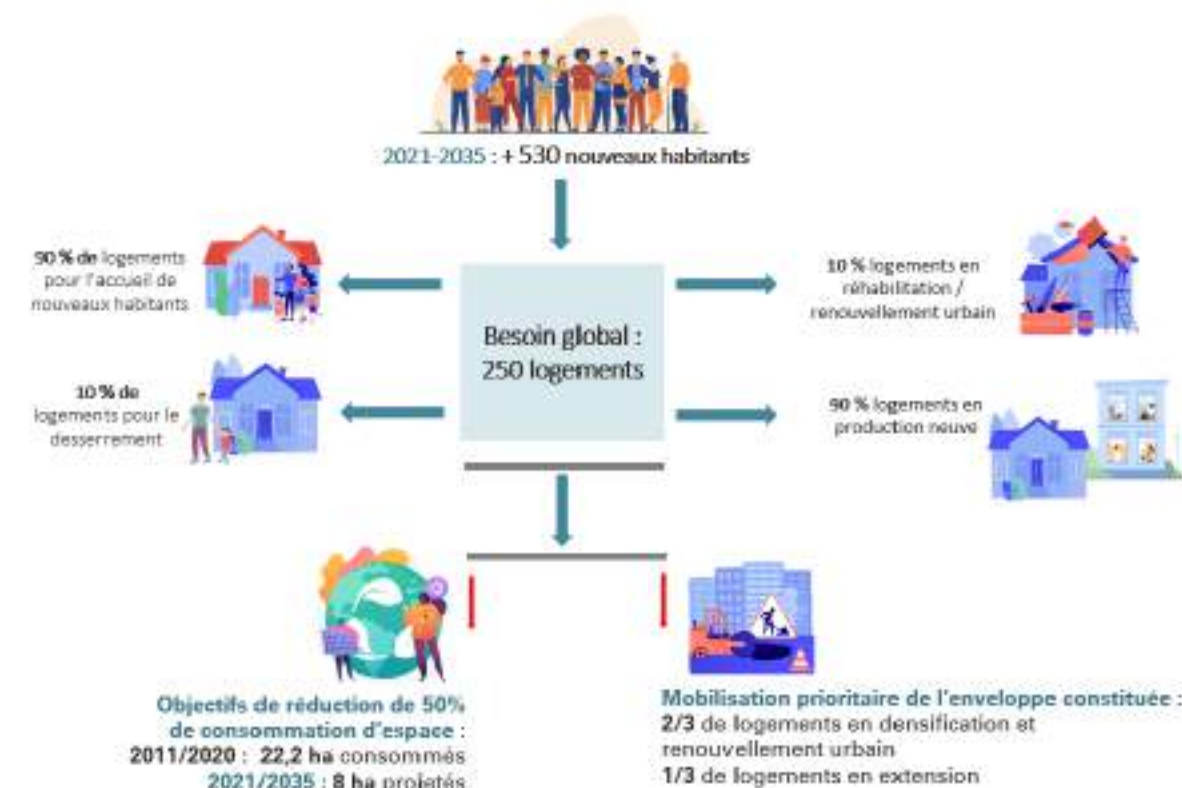 2021-2035 : + 530 nouveaux habitants
90 % de logements
pour l'accueil de
nouveaux habitants
10 % logements en
réhabilitation /
renouvellement urbain
Besoin global :
250 logements
10 % de
logements pour le
desserrement
90 % logements en
production neuve
Objectifs de réduction de 50%
de consommation d'espace :
2011/2020 : 22,2 ha consommés
2021/2035 : 8 ha projetés
Mobilisation prioritaire de l'enveloppe constituée :
2/3 de logements en densification et
renouvellement urbain
1/3 de logements en extension